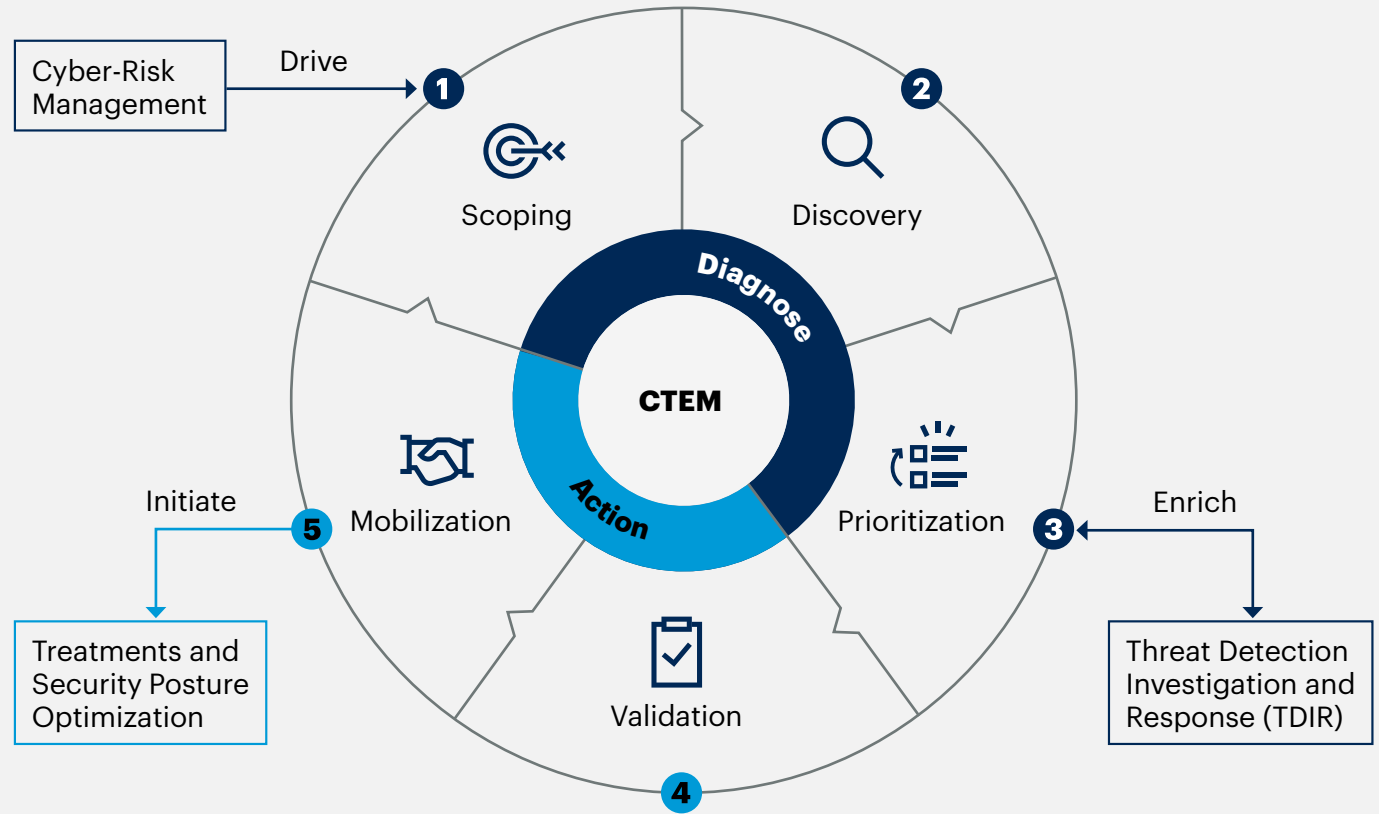 Cyber-Risk
Management
Drive
1
2
Scoping
Discovery
Diagnose
CTEM
Action
Mobilization
Prioritization
5
3
Initiate
Enrich
Treatments and
Security Posture
Optimization
Threat Detection
Investigation and
Response (TDIR)
Validation
4